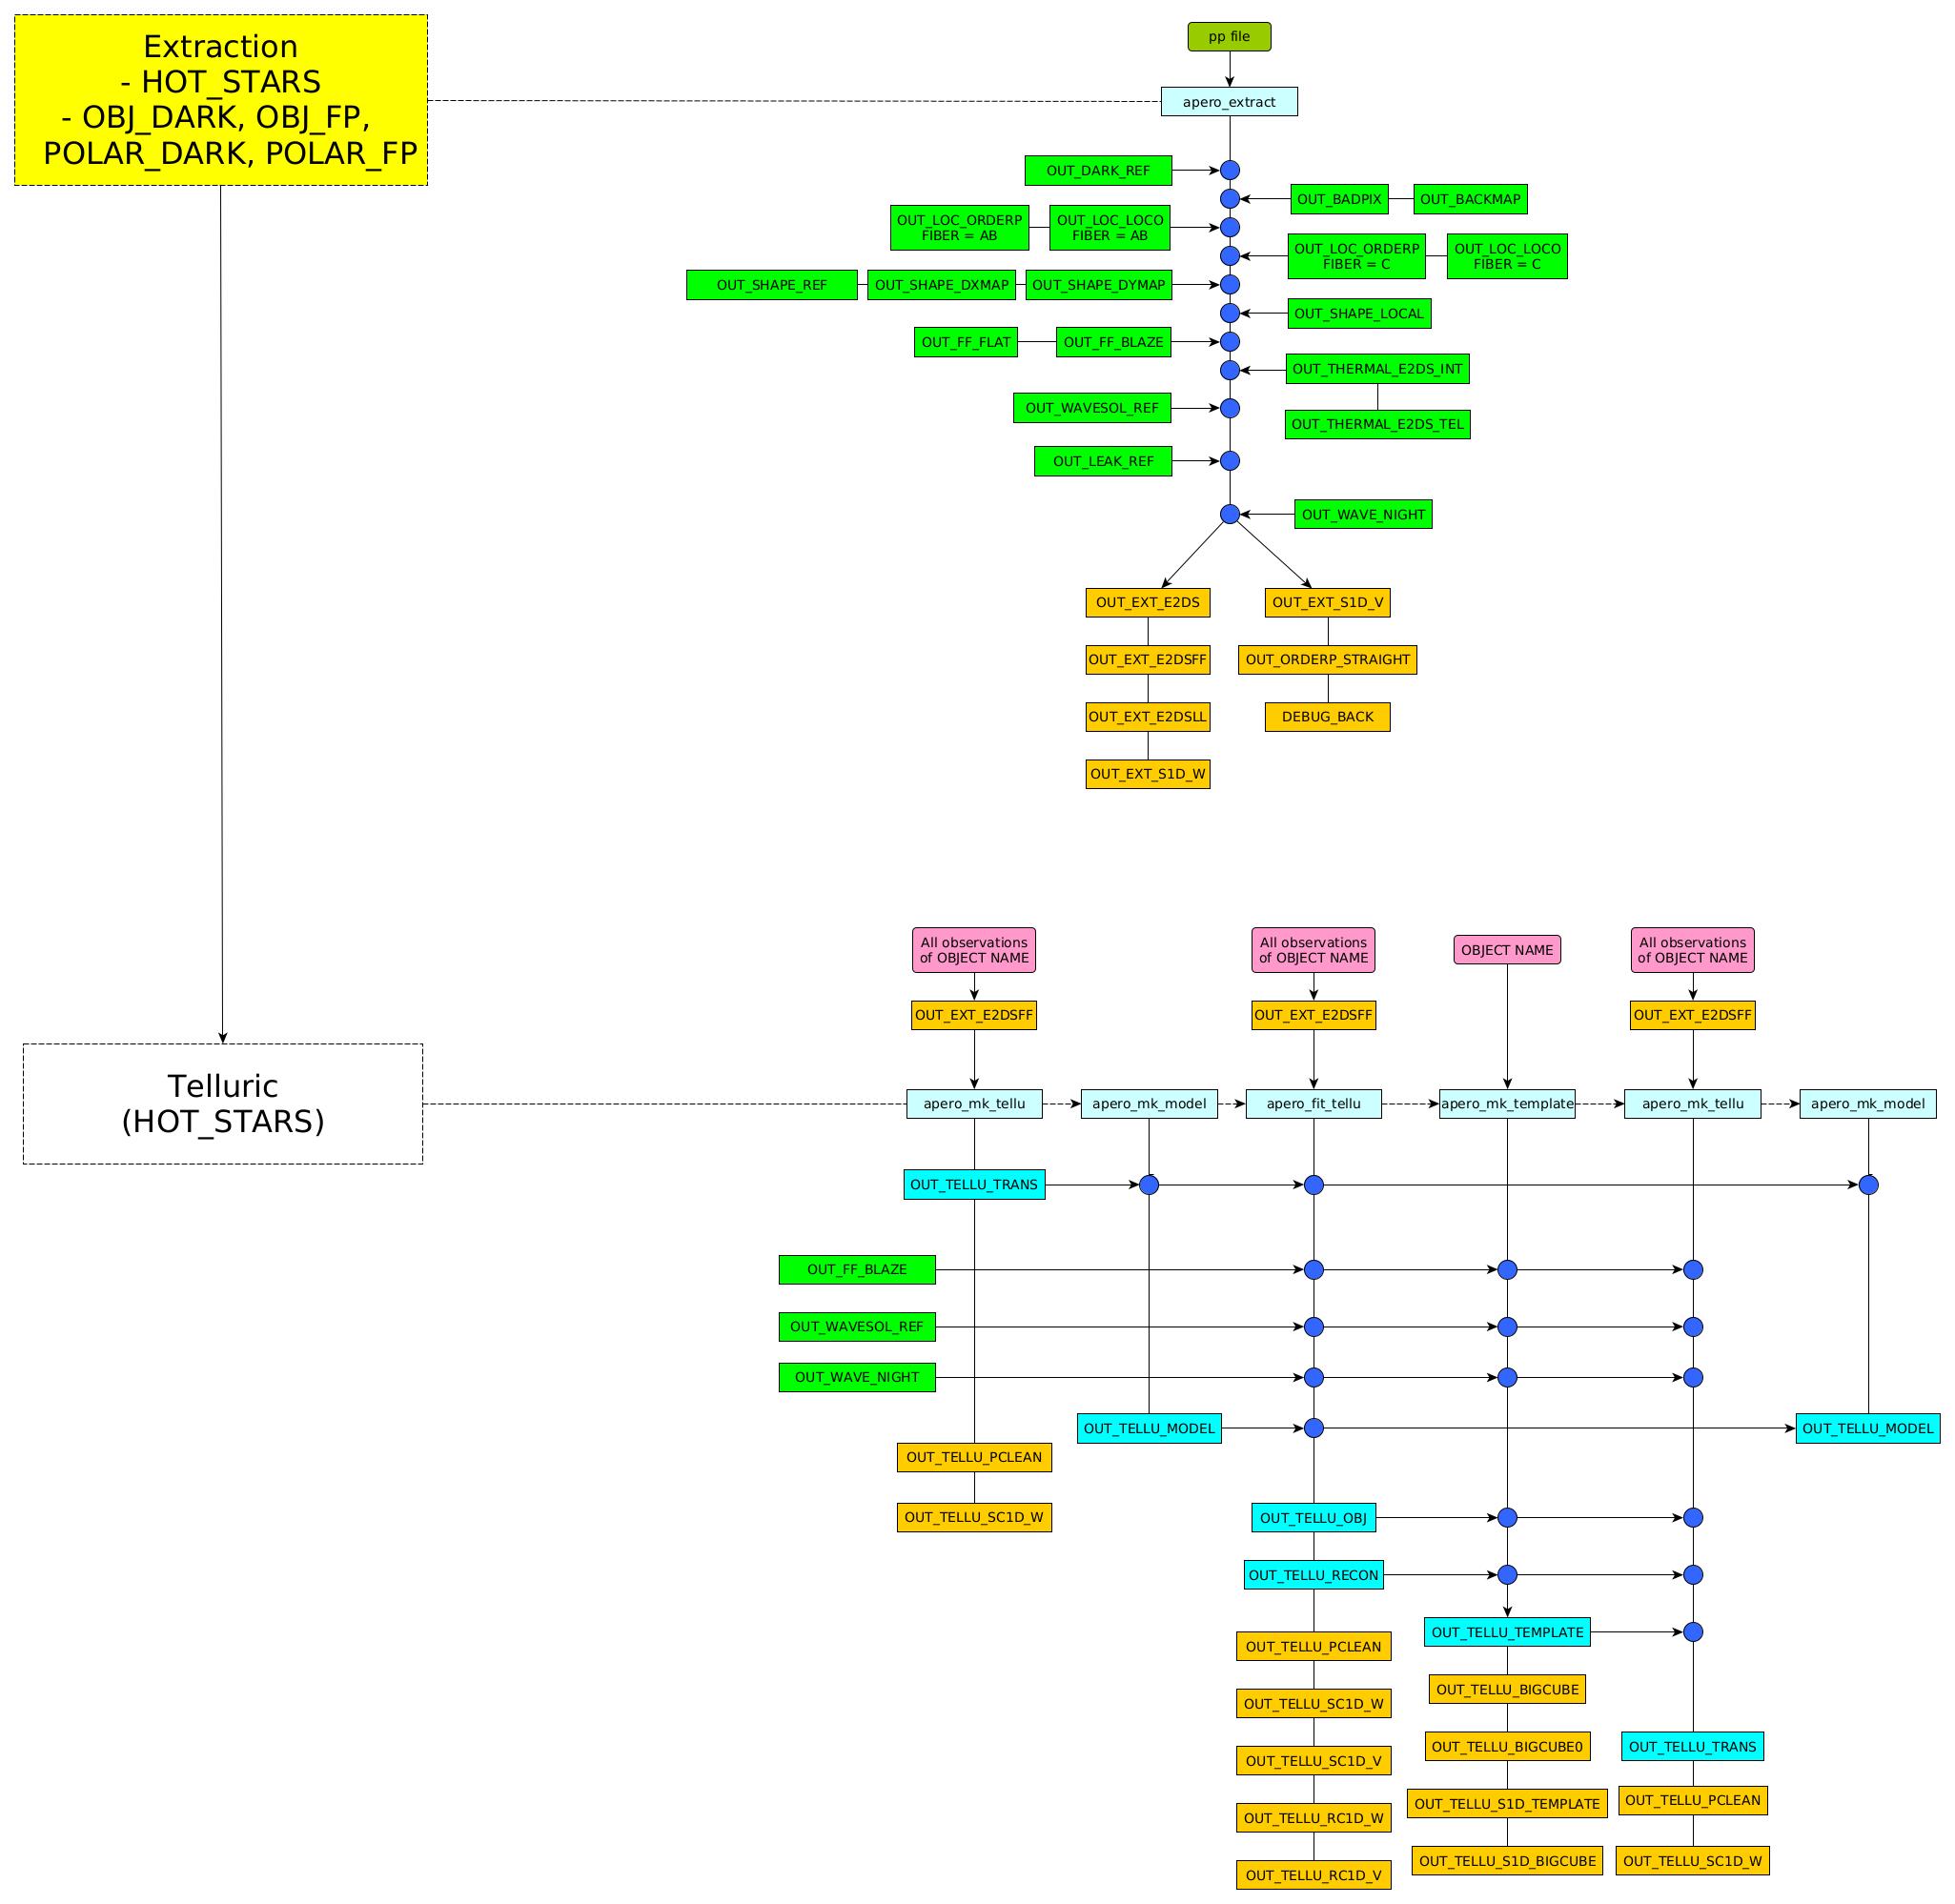 Extraction
- HOT_STARS
- OBJ_DARK, OBJ_FP,
POLAR_DARK, POLAR_FP
pp file
apero_extract
OUT_DARK_REF
OUT_BADPIX
OUT_BACKMAP
OUT_LOC_ORDERP
FIBER = AB
OUT_LOC_LOCO
FIBER = AB
OUT_LOC_ORDERP
FIBER = C
OUT_LOC_LOCO
FIBER = C
OUT_SHAPE_REF
OUT_SHAPE_DXMAP
OUT_SHAPE_DYMAP
OUT_SHAPE_LOCAL
OUT_FF_FLAT
OUT_FF_BLAZE
OUT_THERMAL_E2DS_INT
OUT_WAVESOL_REF
OUT_THERMAL_E2DS_TEL
OUT_LEAK_REF
OUT_WAVE_NIGHT
OUT_EXT_E2DS
OUT_EXT_S1D_V
OUT_EXT_E2DSFF
OUT_ORDERP_STRAIGHT
OUT_EXT_E2DSLL
DEBUG_BACK
OUT_EXT_S1D_W
All observations
of OBJECT NAME
All observations
of OBJECT NAME
OBJECT NAME
All observations
of OBJECT NAME
OUT_EXT_E2DSFF
OUT_EXT_E2DSFF
OUT_EXT_E2DSFF
Telluric
(HOT_STARS)
apero_mk_tellu
apero_mk_model
apero_fit_tellu
apero_mk_template
apero_mk_tellu
apero_mk_model
OUT_TELLU_TRANS
OUT_FF_BLAZE
OUT_WAVESOL_REF
OUT_WAVE_NIGHT
OUT_TELLU_MODEL
OUT_TELLU_MODEL
OUT_TELLU_PCLEAN
OUT_TELLU_SC1D_W
OUT_TELLU_OBJ
OUT_TELLU_RECON
OUT_TELLU_TEMPLATE
OUT_TELLU_PCLEAN
OUT_TELLU_BIGCUBE
OUT_TELLU_SC1D_W
OUT_TELLU_BIGCUBE0
OUT_TELLU_TRANS
OUT_TELLU_SC1D_V
OUT_TELLU_S1D_TEMPLATE
OUT_TELLU_PCLEAN
OUT_TELLU_RC1D_W
OUT_TELLU_S1D_BIGCUBE
OUT_TELLU_SC1D_W
OUT_TELLU_RC1D_V